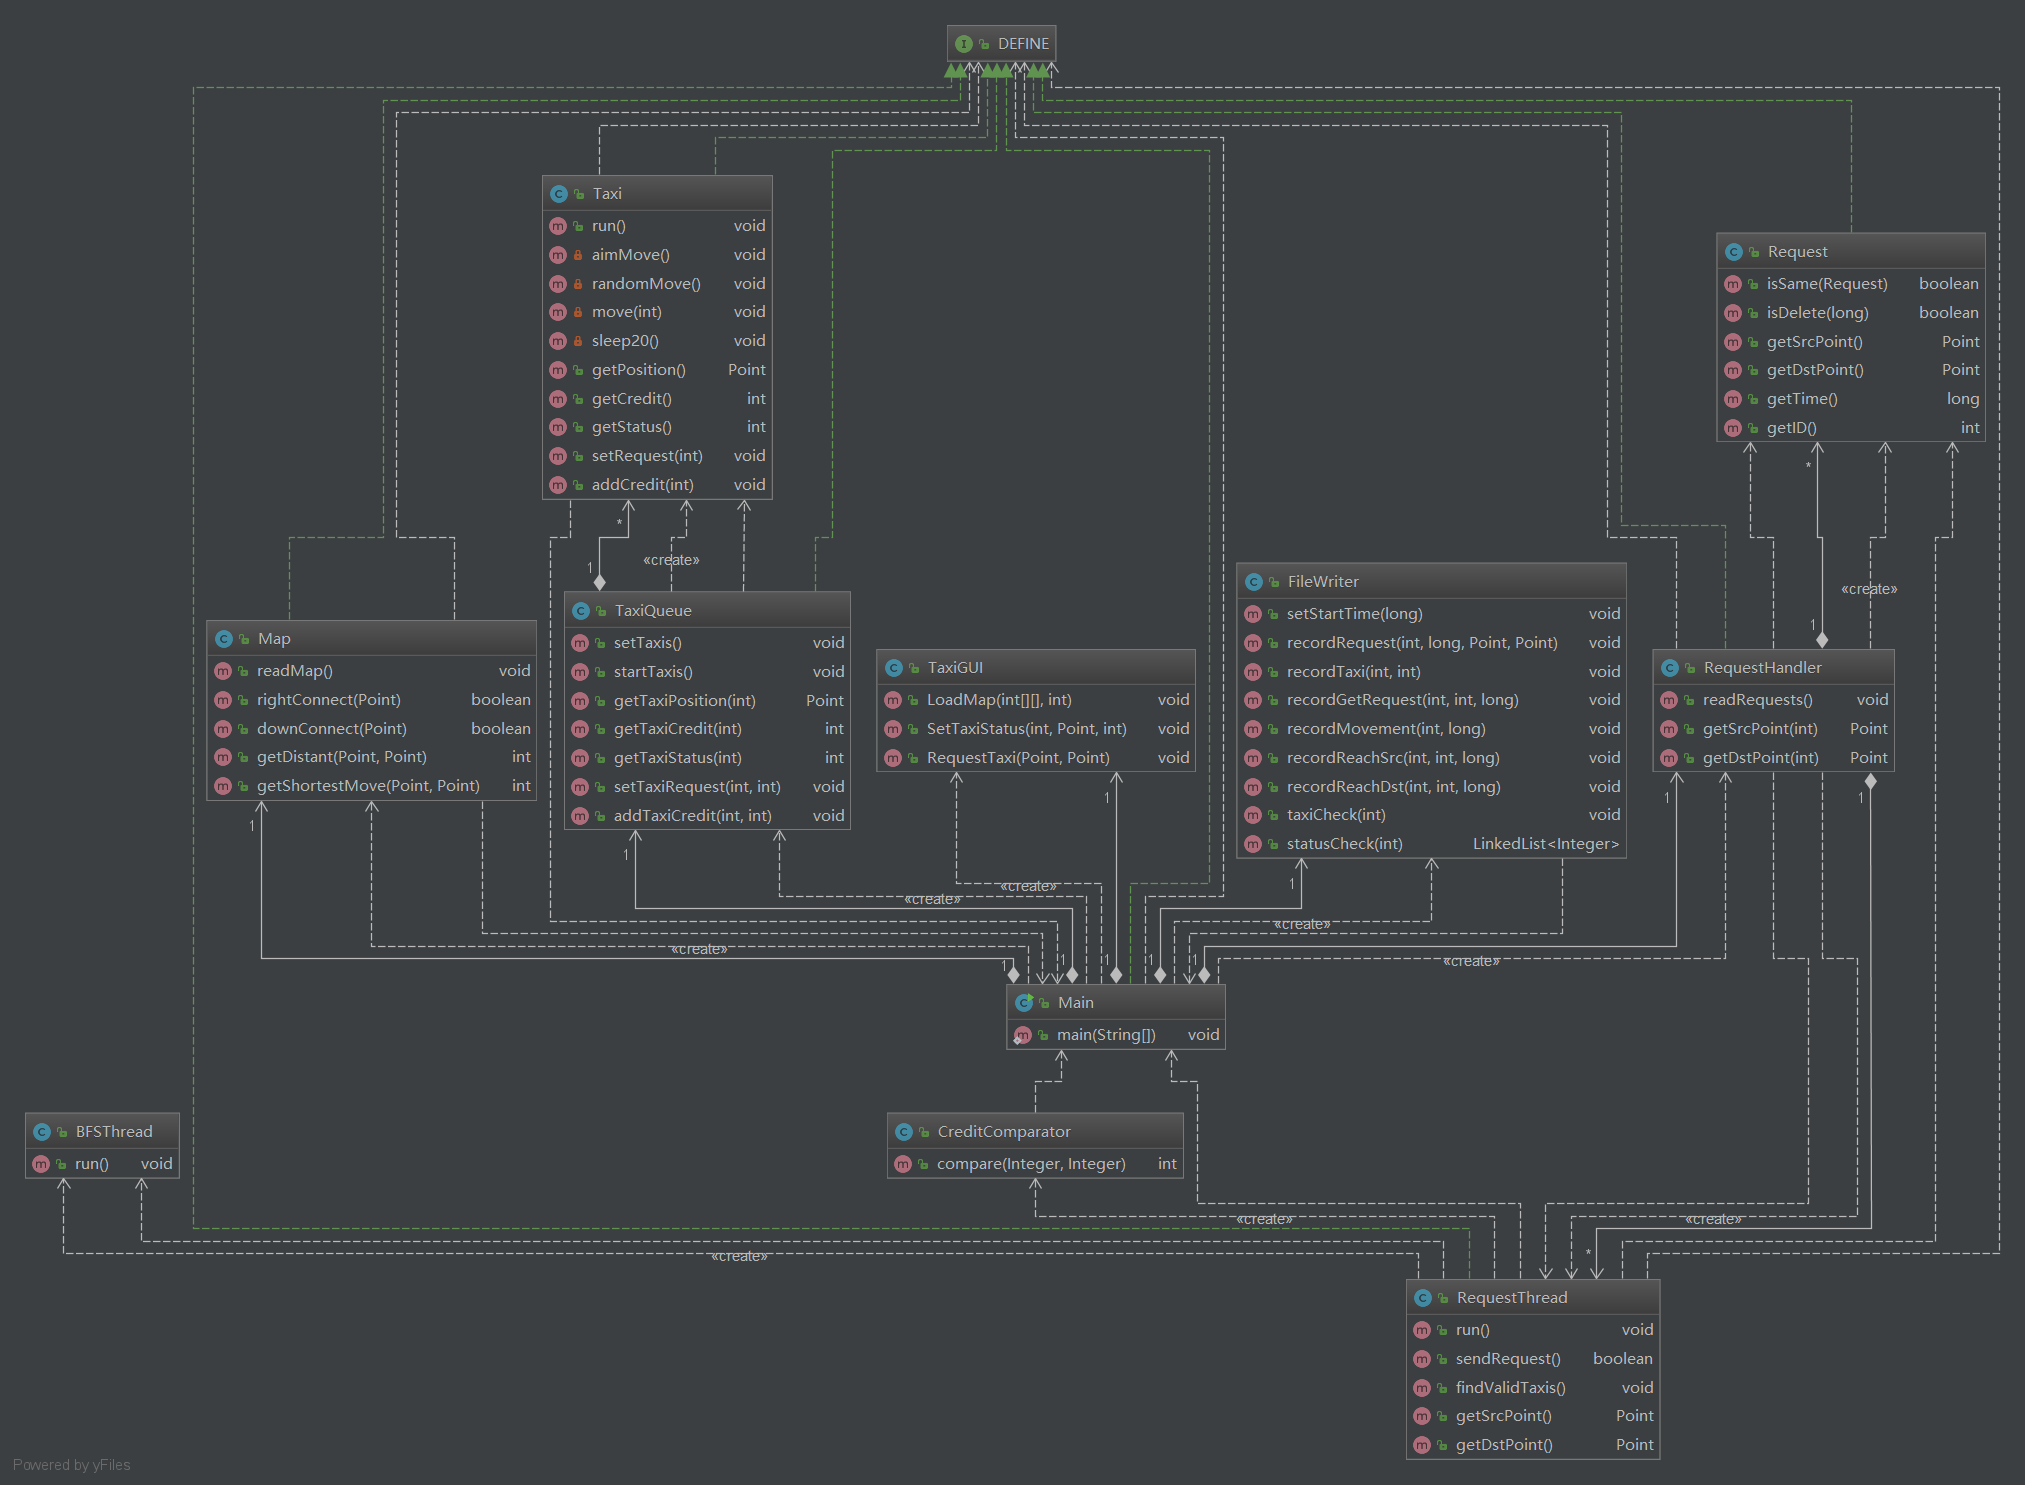 DEFINE
Taxi
run() void
aimMove() void
randomMove() void
move(int) void
sleep20() void
getPosition() Point
getCredit() int
getStatus() int
setRequest(int) void
addCredit(int) void
Request
isSame(Request) boolean
isDelete(long) boolean
getSrcPoint() Point
getDstPoint() Point
getTime() long
getID() int
*
*
1
«create»
«create»
1
Map
readMap() void
rightConnect(Point) boolean
downConnect(Point) boolean
getDistant(Point, Point) int
getShortestMove(Point, Point) int
TaxiQueue
setTaxis() void
startTaxis() void
getTaxiPosition(int) Point
getTaxiCredit(int) int
getTaxiStatus(int) int
setTaxiRequest(int, int) void
addTaxiCredit(int, int) void
TaxiGUI
LoadMap(int[][], int) void
SetTaxiStatus(int, Point, int) void
RequestTaxi(Point, Point) void
FileWriter
setStartTime(long) void
recordRequest(int, long, Point, Point) void
recordTaxi(int, int) void
recordGetRequest(int, int, long) void
recordMovement(int, long) void
recordReachSrc(int, int, long) void
recordReachDst(int, int, long) void
taxiCheck(int) void
statusCheck(int) LinkedList<Integer>
RequestHandler
readRequests() void
getSrcPoint(int) Point
getDstPoint(int) Point
1
1
1
1
1
1
«create»
«create»
«create»
«create»
«create»
1
1
1
1
1
Main
main(String[]) void
BFSThread
run() void
CreditComparator
compare(Integer, Integer) int
«create»
«create»
«create»
*
RequestThread
run() void
sendRequest() boolean
findValidTaxis() void
getSrcPoint() Point
getDstPoint() Point
Powered by yFiles